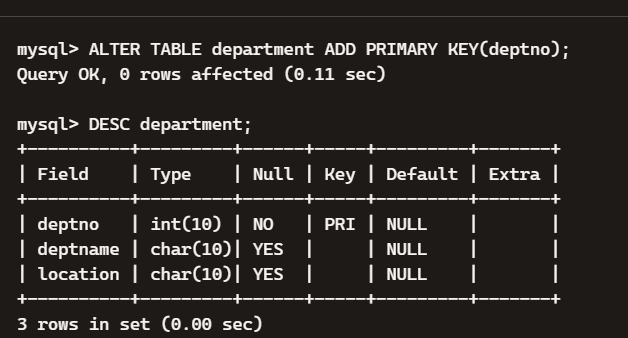 mysql> ALTER TABLE department ADD PRIMARY KEY(deptno);
Query OK, 0 rows affected (0.11 sec)

mysql> DESC department;
+----------+---------+------+-----+---------+-------+
| Field    | Type    | Null | Key | Default | Extra |
+----------+---------+------+-----+---------+-------+
| deptno   | int(10) | NO   | PRI | NULL    |       |
| deptname | char(10)| YES  |     | NULL    |       |
| location | char(10)| YES  |     | NULL    |       |
+----------+---------+------+-----+---------+-------+
3 rows in set (0.00 sec)